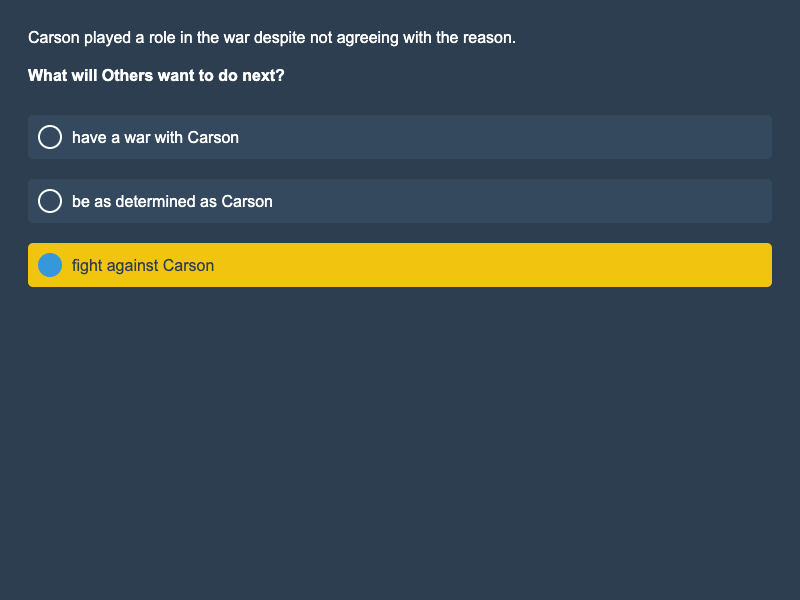 Carson played a role in the war despite not agreeing with the reason.
What will Others want to do next?
have a war with Carson
be as determined as Carson
fight against Carson